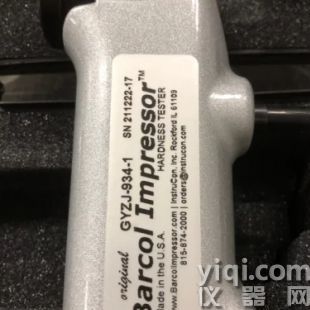 original GYZJ-934-1 SN 211222-17
Barcol Impressor™
HARDNESS TESTER
Made in the U.S.A.
InstruCon, Inc. Rockford IL 61109
www.BarcolImpressor.com | orders@instrucon.com
815-874-2000
yiqi.com
仪器网